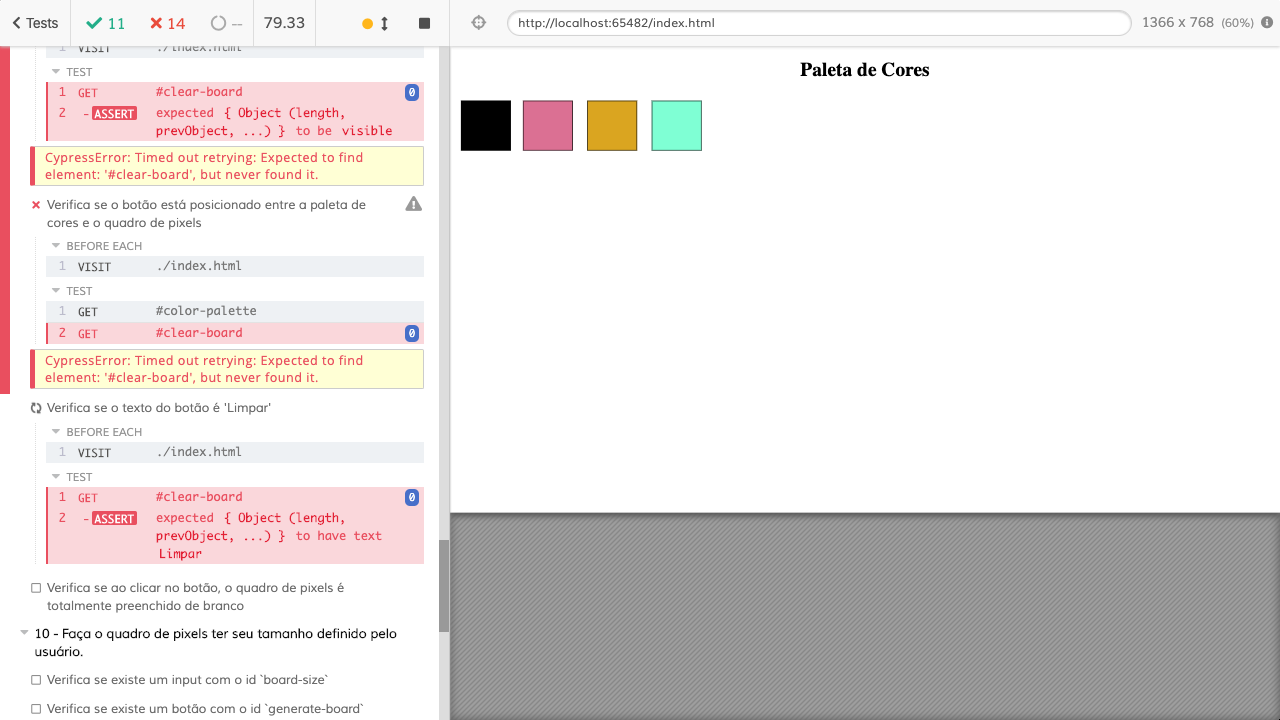 Tests
11
14
--
79.33
http://localhost:65482/index.html
1366 x 768 (60%)
1 VISIT ./index.html
TEST
1 GET #clear-board 0
2 -ASSERT expected { Object (length,
prevObject, ...) } to be visible
CypressError: Timed out retrying: Expected to find
element: '#clear-board', but never found it.
Verifica se o botão está posicionado entre a paleta de
cores e o quadro de pixels
BEFORE EACH
1 VISIT ./index.html
TEST
1 GET #color-palette
2 GET #clear-board 0
CypressError: Timed out retrying: Expected to find
element: '#clear-board', but never found it.
Verifica se o texto do botão é 'Limpar'
BEFORE EACH
1 VISIT ./index.html
TEST
1 GET #clear-board 0
2 -ASSERT expected { Object (length,
prevObject, ...) } to have text
Limpar
Verifica se ao clicar no botão, o quadro de pixels é
totalmente preenchido de branco
10 - Faça o quadro de pixels ter seu tamanho definido pelo
usuário.
Verifica se existe um input com o id `board-size`
Verifica se existe um botão com o id `generate-board`
Paleta de Cores